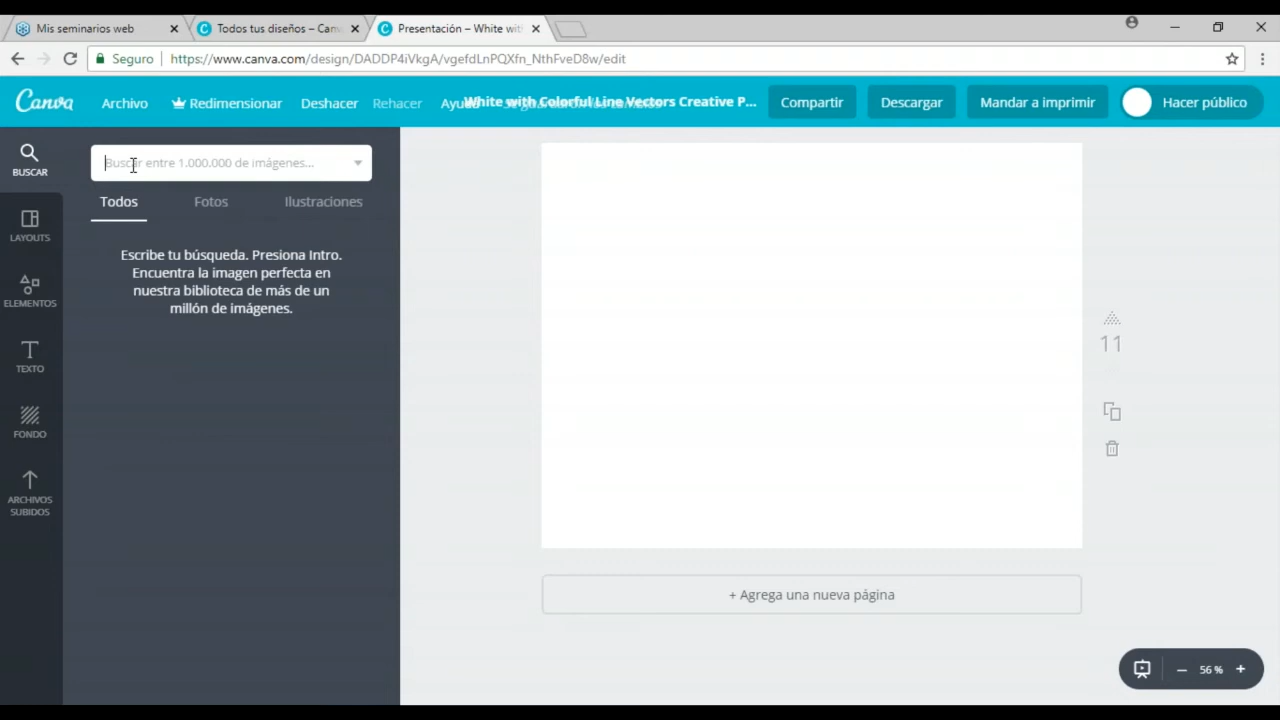 Mis seminarios web
Todos tus diseños – Canv
Presentación – White wit
Seguro
https://www.canva.com/design/DADDP4iVkgA/vgefdLnPQXfn_NthFveD8w/edit
Canva
Archivo
Redimensionar
Deshacer
Rehacer
Ayu
White with Colorful Line Vectors Creative P...
Compartir
Descargar
Mandar a imprimir
Hacer público
BUSCAR
Buscar entre 1.000.000 de imágenes...
Todos
Fotos
Ilustraciones
LAYOUTS
Escribe tu búsqueda. Presiona Intro.
Encuentra la imagen perfecta en
nuestra biblioteca de más de un
millón de imágenes.
ELEMENTOS
TEXTO
FONDO
ARCHIVOS
SUBIDOS
11
+ Agrega una nueva página
56 %